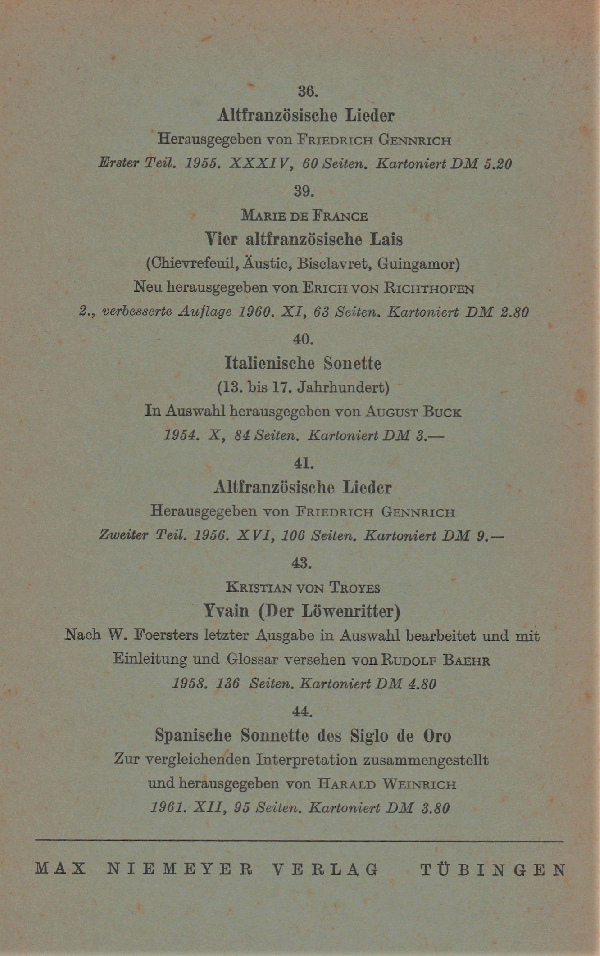 36.
Altfranzösische Lieder
Herausgegeben von FRIEDRICH GENNRICH
Erster Teil. 1955. XXXIV, 60 Seiten. Kartoniert DM 5.20
39.
MARIE DE FRANCE
Vier altfranzösische Lais
(Chievrefeuil, Äustic, Bisclavret, Guingamor)
Neu herausgegeben von ERICH VON RICHTHOFEN
2., verbesserte Auflage 1960. XI, 63 Seiten. Kartoniert DM 2.80
40.
Italienische Sonette
(13. bis 17. Jahrhundert)
In Auswahl herausgegeben von AUGUST BUCK
1954. X, 84 Seiten. Kartoniert DM 3.—
41.
Altfranzösische Lieder
Herausgegeben von FRIEDRICH GENNRICH
Zweiter Teil. 1956. XVI, 106 Seiten. Kartoniert DM 9.—
43.
KRISTIAN VON TROYES
Yvain (Der Löwenritter)
Nach W. Foersters letzter Ausgabe in Auswahl bearbeitet und mit
Einleitung und Glossar versehen von RUDOLF BAEHR
1958. 136 Seiten. Kartoniert DM 4.80
44.
Spanische Sonnette des Siglo de Oro
Zur vergleichenden Interpretation zusammengestellt
und herausgegeben von HARALD WEINRICH
1961. XII, 95 Seiten. Kartoniert DM 3.80
MAX NIEMEYER VERLAG TÜBINGEN